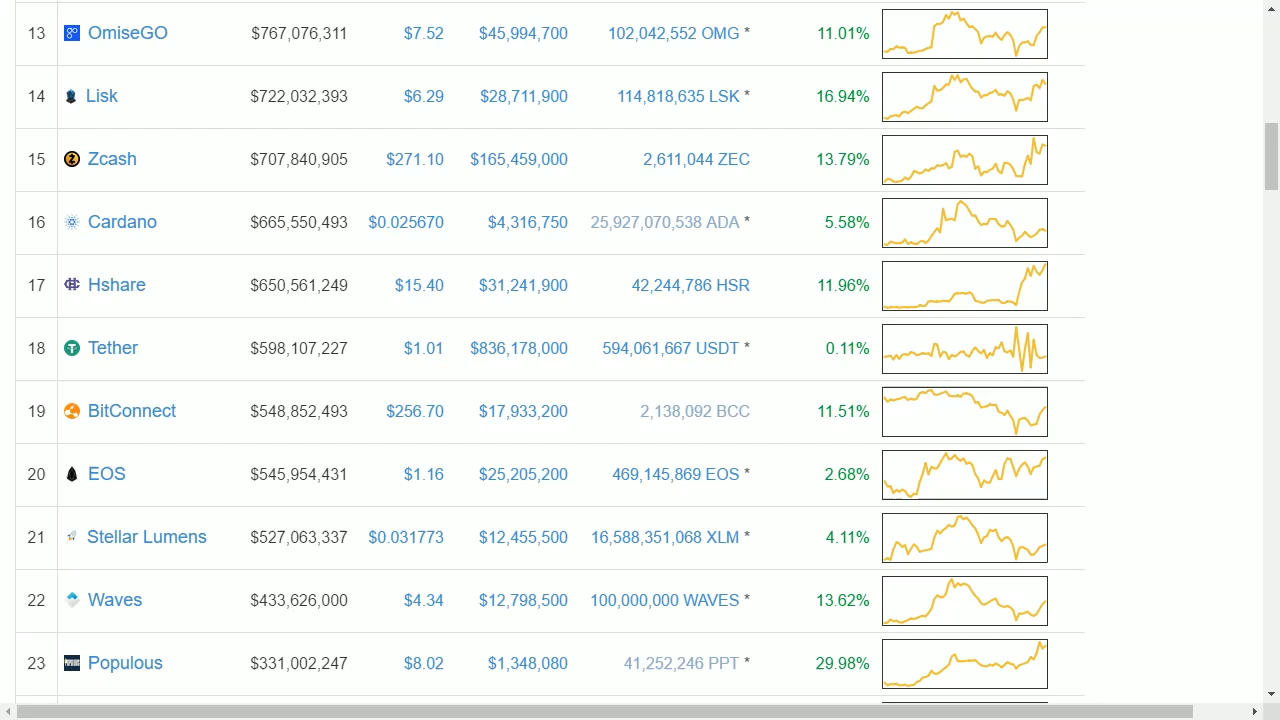 13 OmiseGO $767,076,311 $7.52 $45,994,700 102,042,552 OMG * 11.01%
14 Lisk $722,032,393 $6.29 $28,711,900 114,818,635 LSK * 16.94%
15 Zcash $707,840,905 $271.10 $165,459,000 2,611,044 ZEC 13.79%
16 Cardano $665,550,493 $0.025670 $4,316,750 25,927,070,538 ADA * 5.58%
17 Hshare $650,561,249 $15.40 $31,241,900 42,244,786 HSR 11.96%
18 Tether $598,107,227 $1.01 $836,178,000 594,061,667 USDT * 0.11%
19 BitConnect $548,852,493 $256.70 $17,933,200 2,138,092 BCC 11.51%
20 EOS $545,954,431 $1.16 $25,205,200 469,145,869 EOS * 2.68%
21 Stellar Lumens $527,063,337 $0.031773 $12,455,500 16,588,351,068 XLM * 4.11%
22 Waves $433,626,000 $4.34 $12,798,500 100,000,000 WAVES * 13.62%
23 Populous $331,002,247 $8.02 $1,348,080 41,252,246 PPT * 29.98%